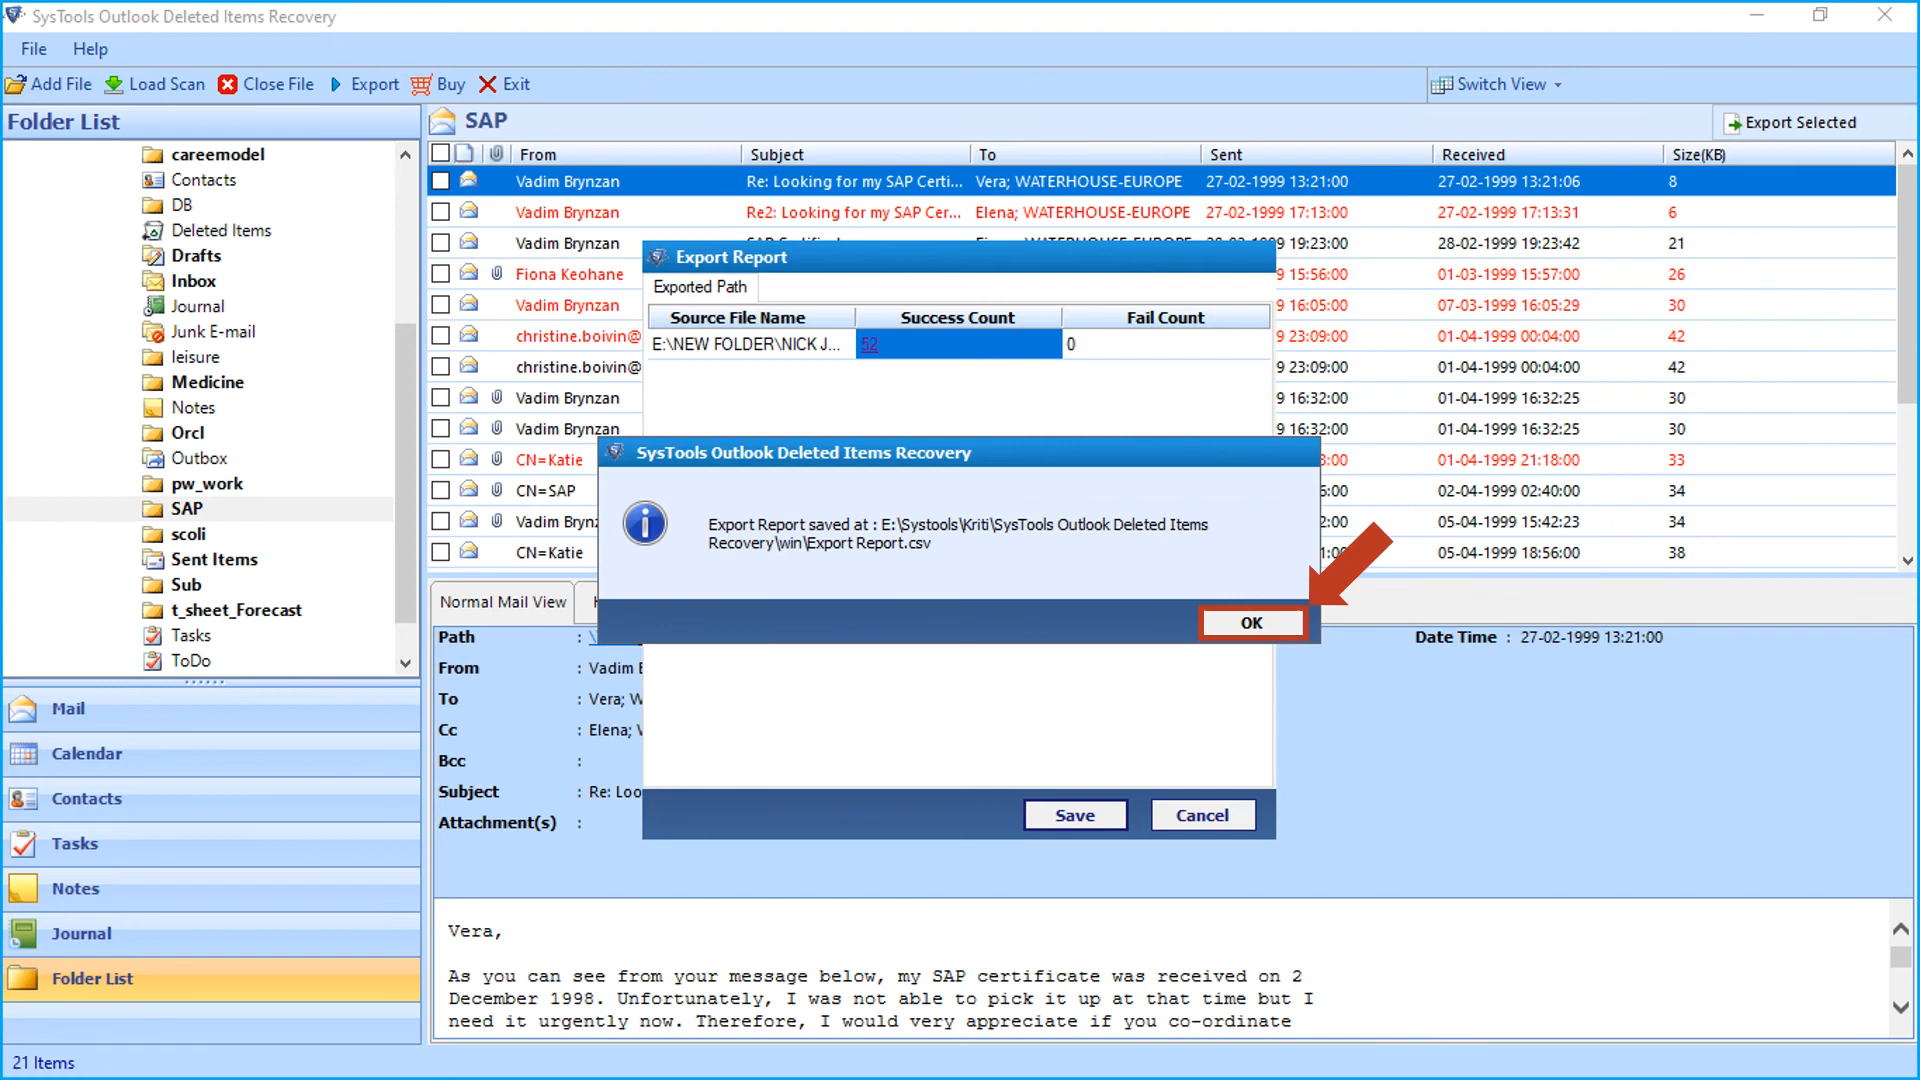 SysTools Outlook Deleted Items Recovery
File Help
Add File Load Scan Close File Export Buy Exit Switch View
Folder List
careemodel
Contacts
DB
Deleted Items
Drafts
Inbox
Journal
Junk E-mail
leisure
Medicine
Notes
Orcl
Outbox
pw_work
SAP
scoli
Sent Items
Sub
t_sheet_Forecast
Tasks
ToDo
Mail
Calendar
Contacts
Tasks
Notes
Journal
Folder List
21 Items
SAP
Export Selected
From Subject To Sent Received Size(KB)
Vadim Brynzan Re: Looking for my SAP Certi... Vera; WATERHOUSE-EUROPE 27-02-1999 13:21:00 27-02-1999 13:21:06 8
Vadim Brynzan Re2: Looking for my SAP Cer... Elena; WATERHOUSE-EUROPE 27-02-1999 17:13:00 27-02-1999 17:13:31 6
Vadim Brynzan 9 19:23:00 28-02-1999 19:23:42 21
Fiona Keohane 9 15:56:00 01-03-1999 15:57:00 26
Vadim Brynzan 9 16:05:00 07-03-1999 16:05:29 30
christine.boivin@ 9 23:09:00 01-04-1999 00:04:00 42
christine.boivin@ 9 23:09:00 01-04-1999 00:04:00 42
Vadim Brynzan 9 16:32:00 01-04-1999 16:32:25 30
Vadim Brynzan 9 16:32:00 01-04-1999 16:32:25 30
CN=Katie 8:00 01-04-1999 21:18:00 33
CN=SAP 5:00 02-04-1999 02:40:00 34
Vadim Brynz 2:00 05-04-1999 15:42:23 34
CN=Katie 1:00 05-04-1999 18:56:00 38
Export Report
Exported Path
Source File Name Success Count Fail Count
E:\NEW FOLDER\NICK J... 52 0
SysTools Outlook Deleted Items Recovery
Export Report saved at : E:\Systools\Kriti\SysTools Outlook Deleted Items
Recovery\win\Export Report.csv
OK
Save Cancel
Normal Mail View
Path : \
Date Time : 27-02-1999 13:21:00
From : Vadim B
To : Vera; W
Cc : Elena; V
Bcc :
Subject : Re: Loo
Attachment(s) :
Vera,
As you can see from your message below, my SAP certificate was received on 2
December 1998. Unfortunately, I was not able to pick it up at that time but I
need it urgently now. Therefore, I would very appreciate if you co-ordinate